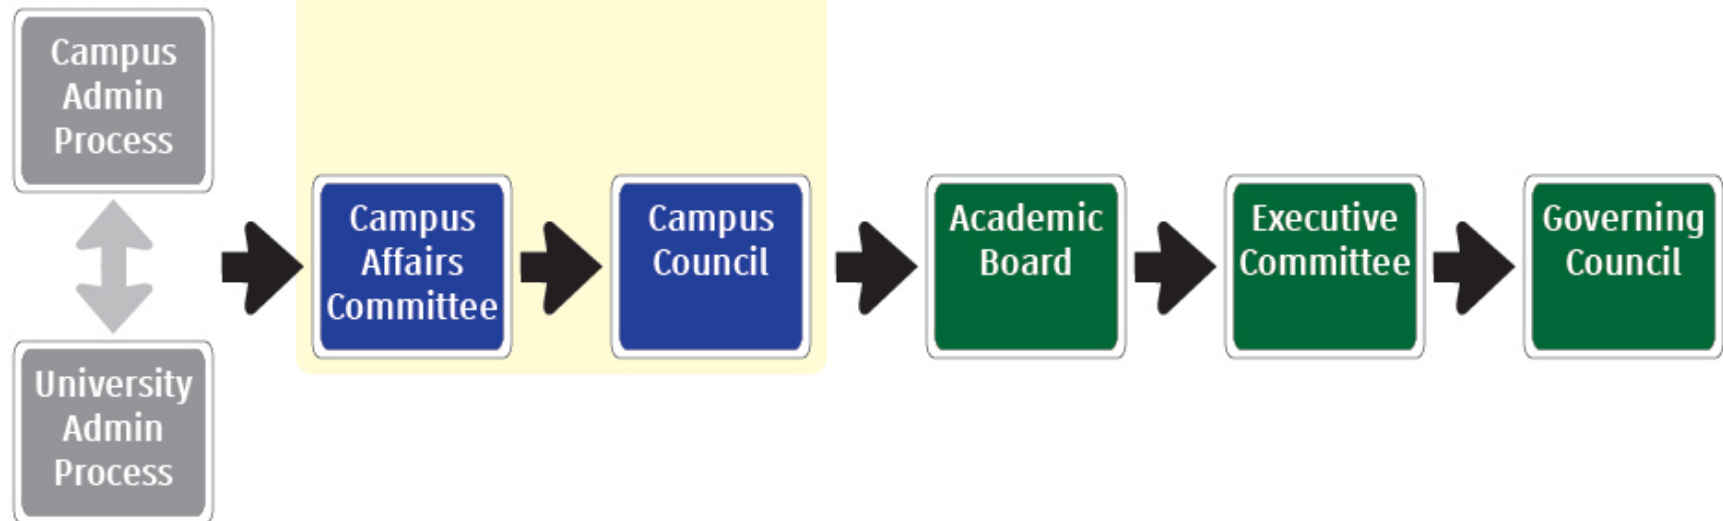 Campus
Admin
Process
University
Admin
Process
Campus
Affairs
Committee
Campus
Council
Academic
Board
Executive
Committee
Governing
Council